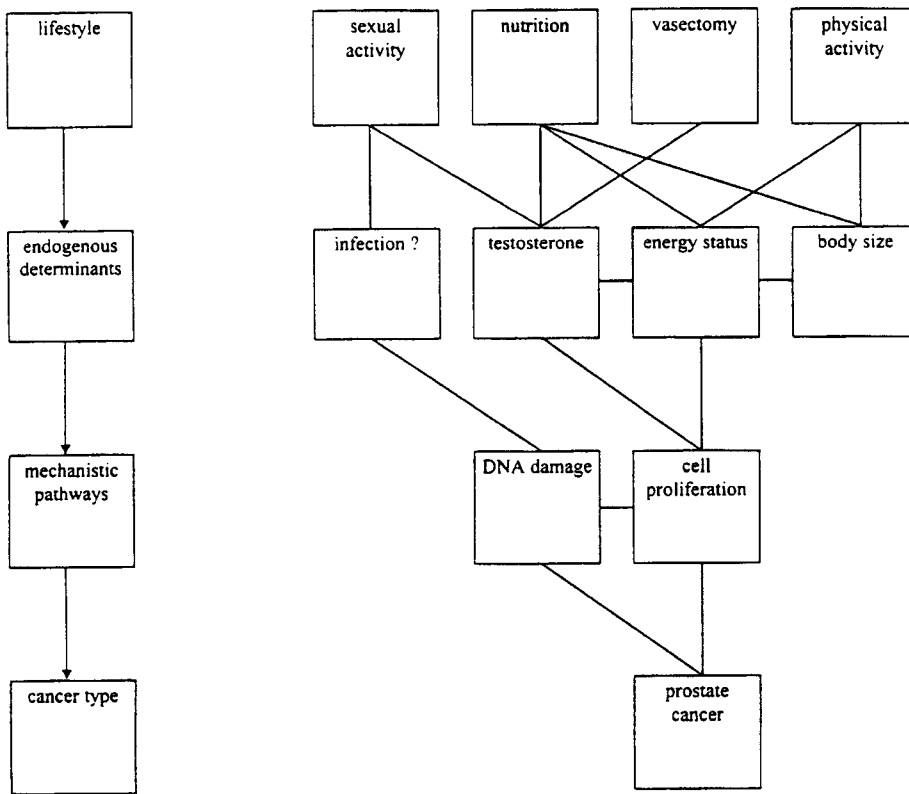 lifestyle
sexual
activity
nutrition
vasectomy
physical
activity
endogenous
determinants
infection ?
testosterone
energy status
body size
mechanistic
pathways
DNA damage
cell
proliferation
cancer type
prostate
cancer